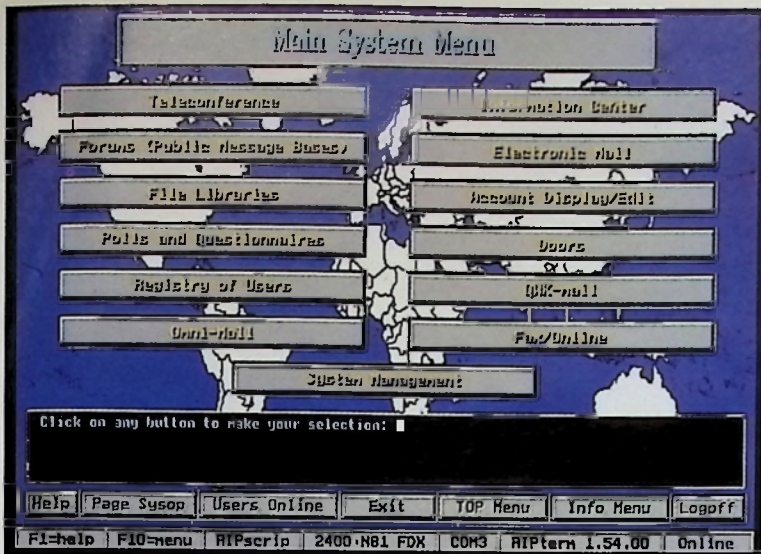 Main System Menu
Teleconference
Information Center
Forums (Public Message Bases)
Electronic Mail
File Libraries
Account Display/Edit
Polls and Questionnaires
Doors
Registry of Users
QWK-mail
Omni-Mall
Fax/Online
System Management
Click on any button to make your selection:
Help Page Sysop Users Online Exit TOP Menu Info Menu Logoff
F1=help F10=menu RIPscrip 2400:N81 FDX COM3 RIPterm 1.54.00 Online